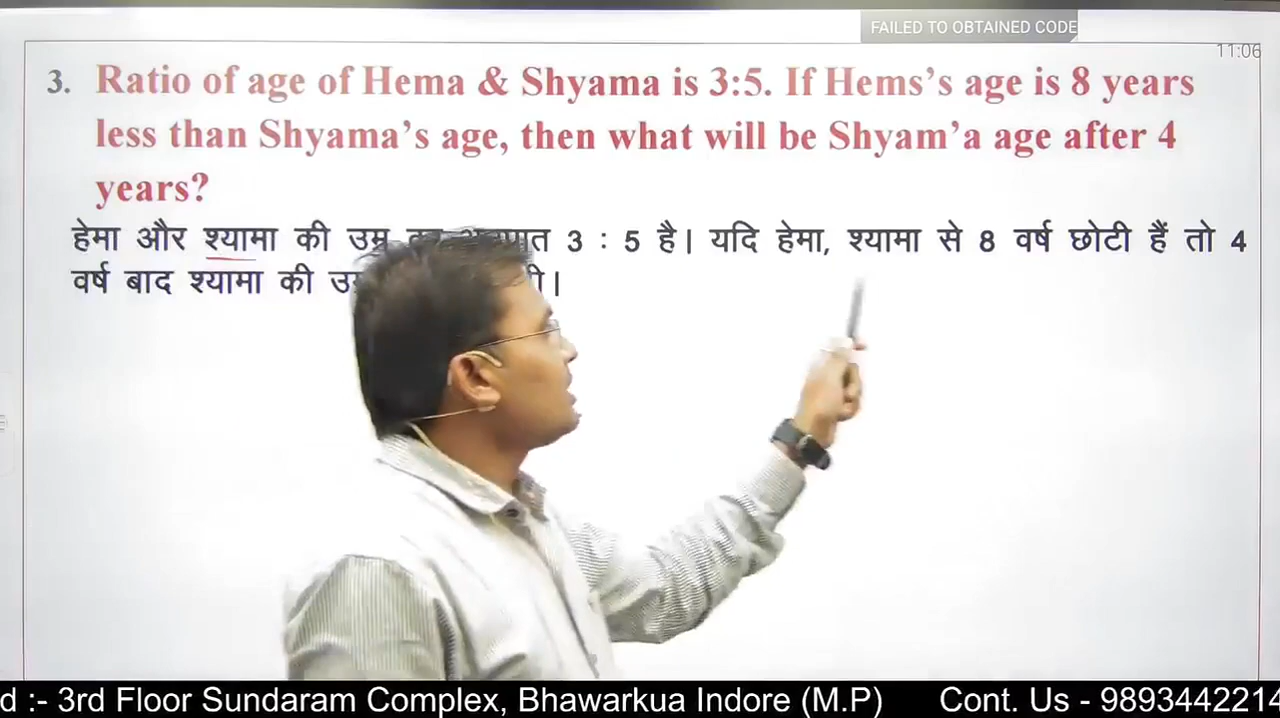 FAILED TO OBTAINED CODE
11:06
3. Ratio of age of Hema & Shyama is 3:5. If Hems's age is 8 years
less than Shyama's age, then what will be Shyam'a age after 4
years?
हेमा और श्यामा की उम्र 3 : 5 है। यदि हेमा, श्यामा से 8 वर्ष छोटी हैं तो 4
वर्ष बाद श्यामा की
d :- 3rd Floor Sundaram Complex, Bhawarkua Indore (M.P) Cont. Us - 9893442214